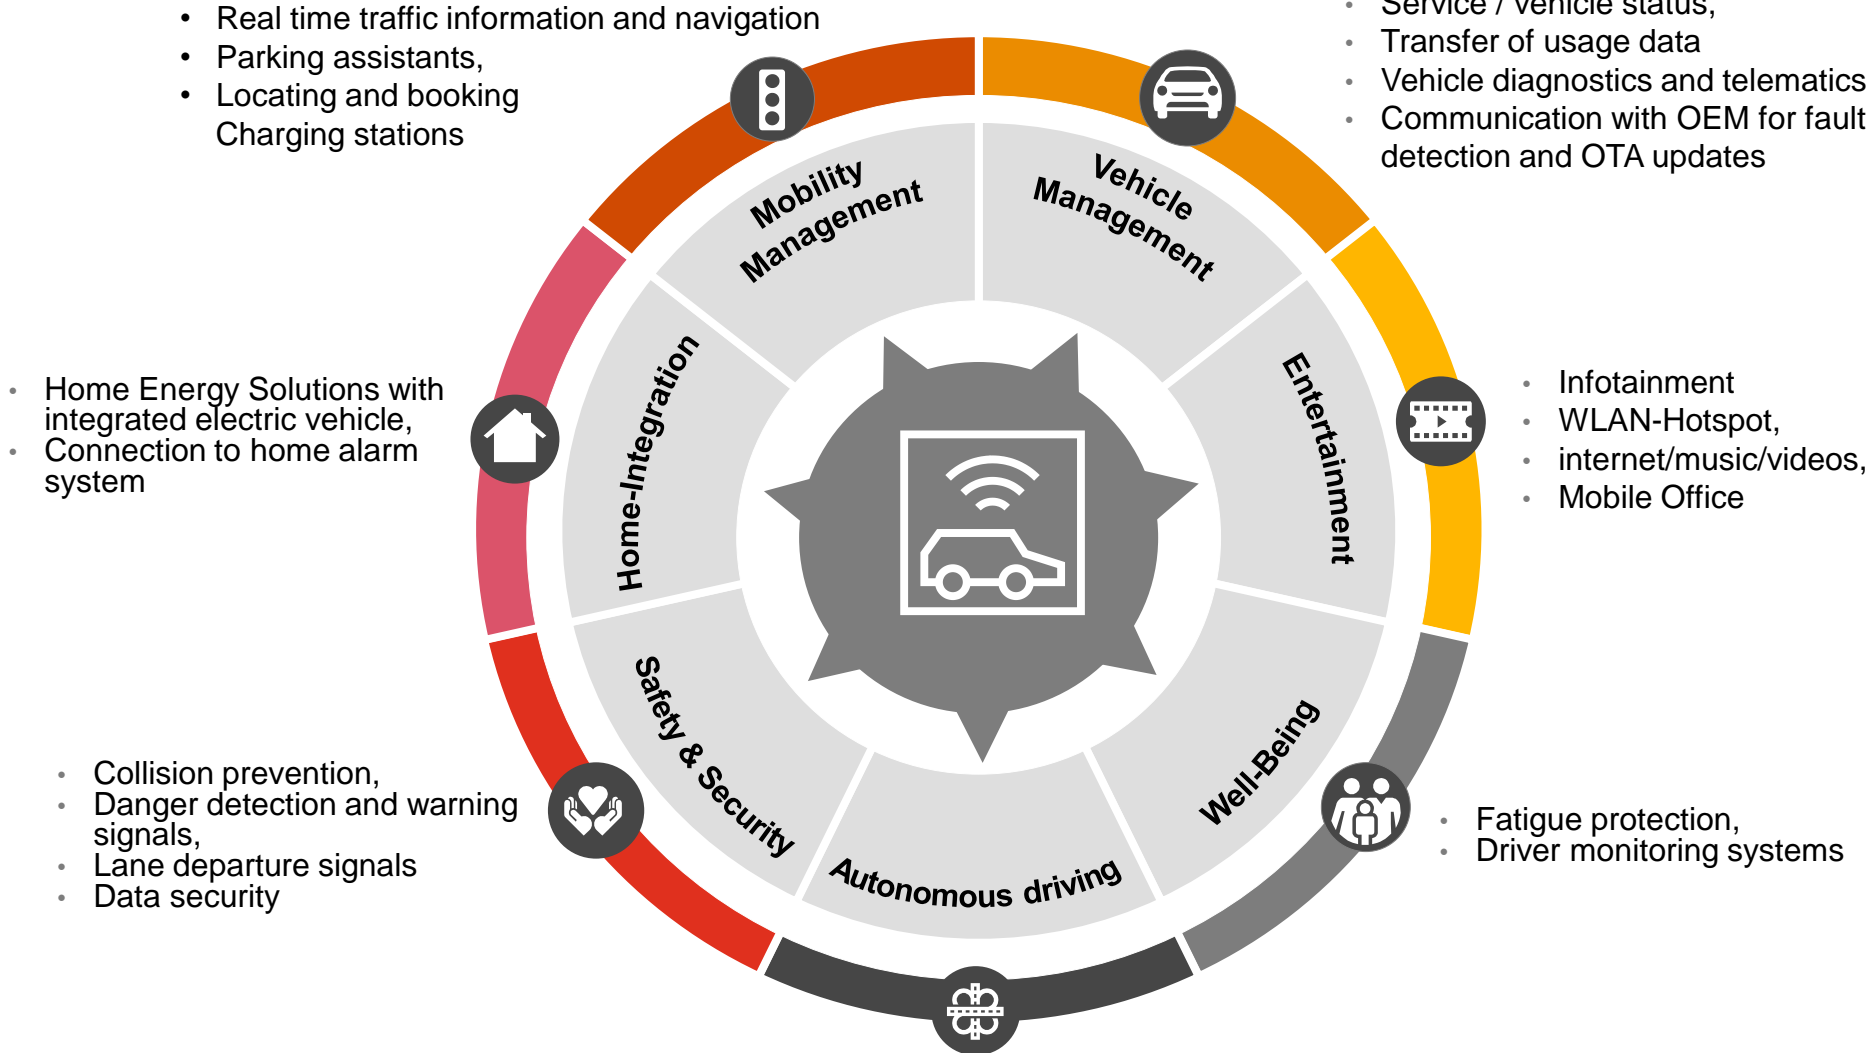 • Real time traffic information and navigation
• Parking assistants,
• Locating and booking
Charging stations
• Service / Vehicle status,
• Transfer of usage data
• Vehicle diagnostics and telematics
• Communication with OEM for fault
detection and OTA updates
Mobility
Management
Vehicle
Management
• Home Energy Solutions with
integrated electric vehicle,
• Connection to home alarm
system
Home-Integration
Entertainment
• Infotainment
• WLAN-Hotspot,
• internet/music/videos,
• Mobile Office
• Collision prevention,
• Danger detection and warning
signals,
• Lane departure signals
• Data security
Safety & Security
Autonomous driving
Well-Being
• Fatigue protection,
• Driver monitoring systems